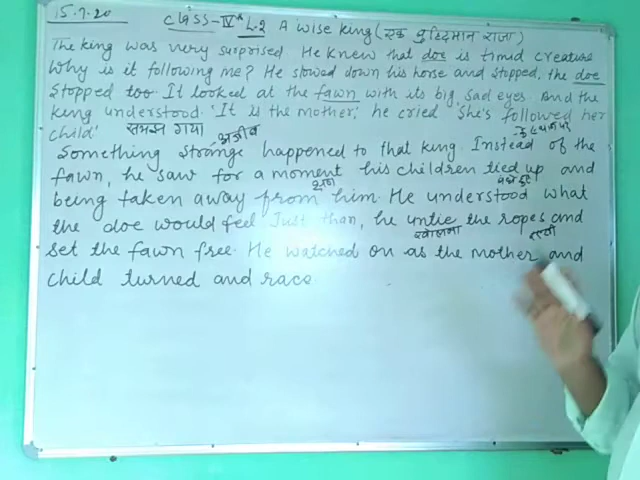 15.7.20
CLASS-IV L.2 A wise King (एक बुद्धिमान राजा)
The king was very surprised He knew that doe is timid creature
Why is it following me? He slowed down his horse and stopped, the doe
stopped too. It looked at the fawn with its big, sad eyes. And the
king understood. 'It is the mother,' he cried 'She's followed her
child' समझ गया अजीब
Something strange happened to that king. Instead of the
fawn, he saw for a moment his children tied up and
क्षण बंधे हुए
being taken away from him. He understood what
the doe would feel Just than, he untie the ropes and
खोलना रस्सी
set the fawn free. He watched on as the mother and
child turned and race